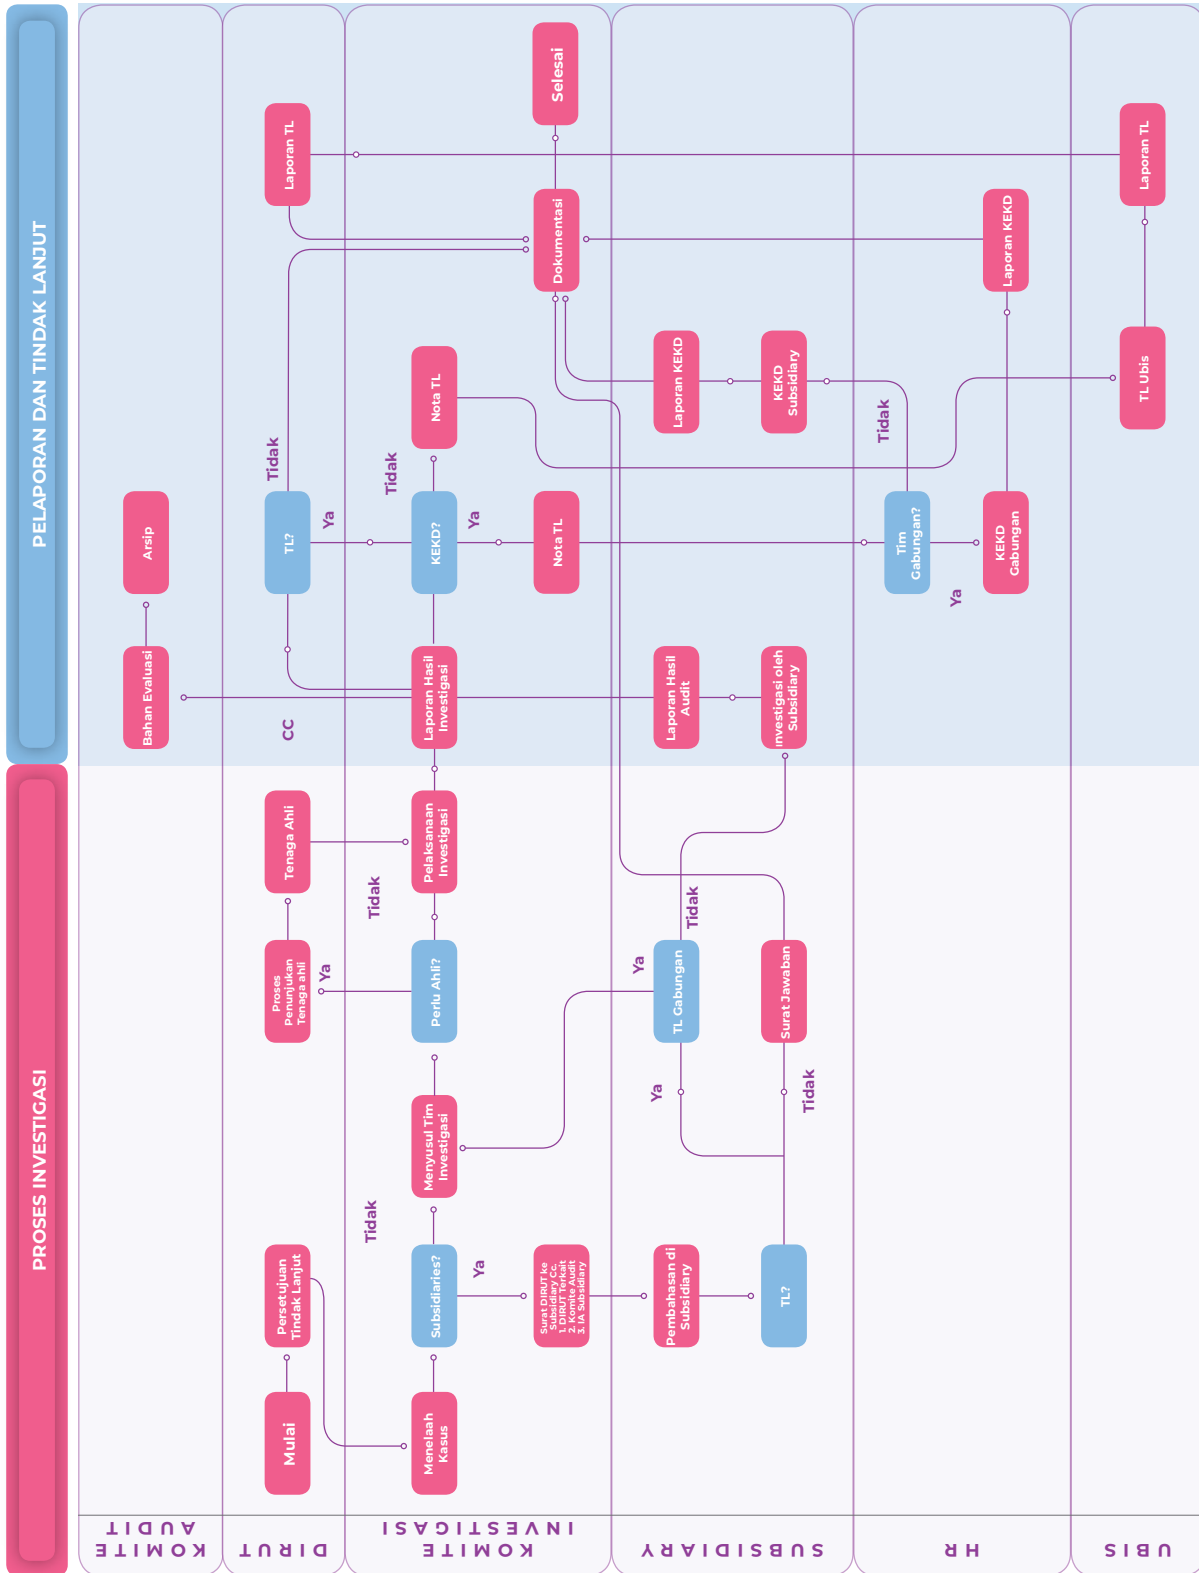 PROSES INVESTIGASI
PELAPORAN DAN TINDAK LANJUT
KOMITE
AUDIT
Bahan Evaluasi
Arsip
DIRUT
Mulai
Persetujuan
Tindak Lanjut
Proses
Penunjukan
Tenaga ahli
Ya
Tenaga Ahli
CC
TL?
Ya
Tidak
Laporan TL
KOMITE
INVESTIGASI
Menelaah
Kasus
Subsidiaries?
Tidak
Ya
Menyusul Tim
Investigasi
Perlu Ahli?
Tidak
Pelaksanaan
Investigasi
Laporan Hasil
Investigasi
KEKD?
Tidak
Ya
Nota TL
Nota TL
Surat DIRUT ke
Subsidiary Cc.
1. DIRUT Terkait
2. Komite Audit
3. IA Subsidiary
Dokumentasi
Selesai
SUBSIDIARY
Pembahasan di
Subsidiary
TL?
Ya
Tidak
TL Gabungan
Ya
Tidak
Surat Jawaban
Laporan Hasil
Audit
Investigasi oleh
Subsidiary
Laporan KEKD
KEKD
Subsidiary
HR
Tim
Gabungan?
Tidak
Ya
KEKD
Gabungan
Laporan KEKD
UBIS
TL Ubis
Laporan TL